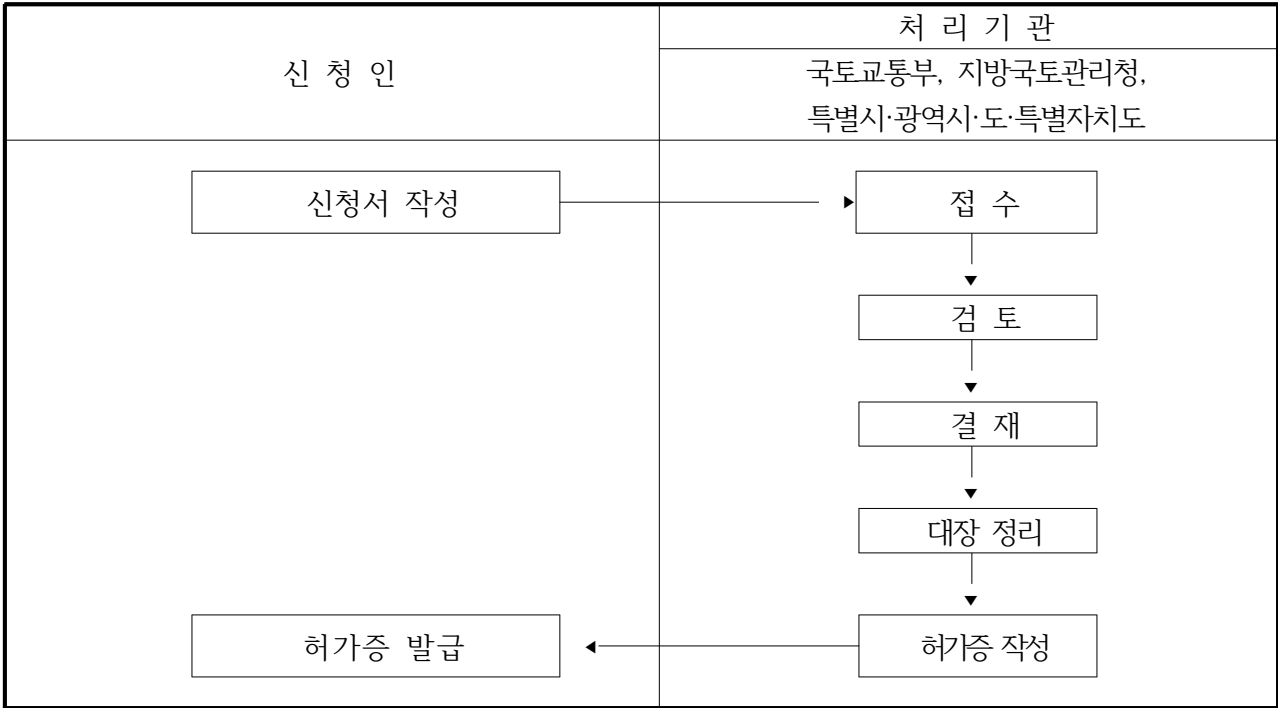 신 청 인
처 리 기 관
국토교통부, 지방국토관리청,
특별시·광역시·도·특별자치도
신청서 작성
접 수
검 토
결 재
대장 정리
허가증 발급
허가증 작성